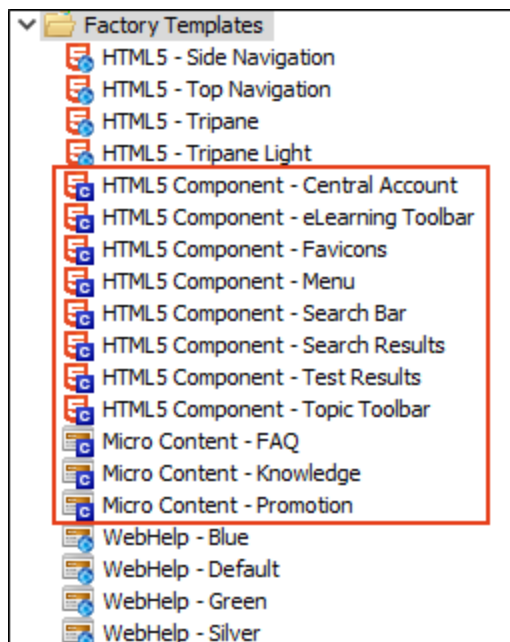 Factory Templates
HTML5 - Side Navigation
HTML5 - Top Navigation
HTML5 - Tripane
HTML5 - Tripane Light
HTML5 Component - Central Account
HTML5 Component - eLearning Toolbar
HTML5 Component - Favicons
HTML5 Component - Menu
HTML5 Component - Search Bar
HTML5 Component - Search Results
HTML5 Component - Test Results
HTML5 Component - Topic Toolbar
Micro Content - FAQ
Micro Content - Knowledge
Micro Content - Promotion
WebHelp - Blue
WebHelp - Default
WebHelp - Green
WebHelp - Silver